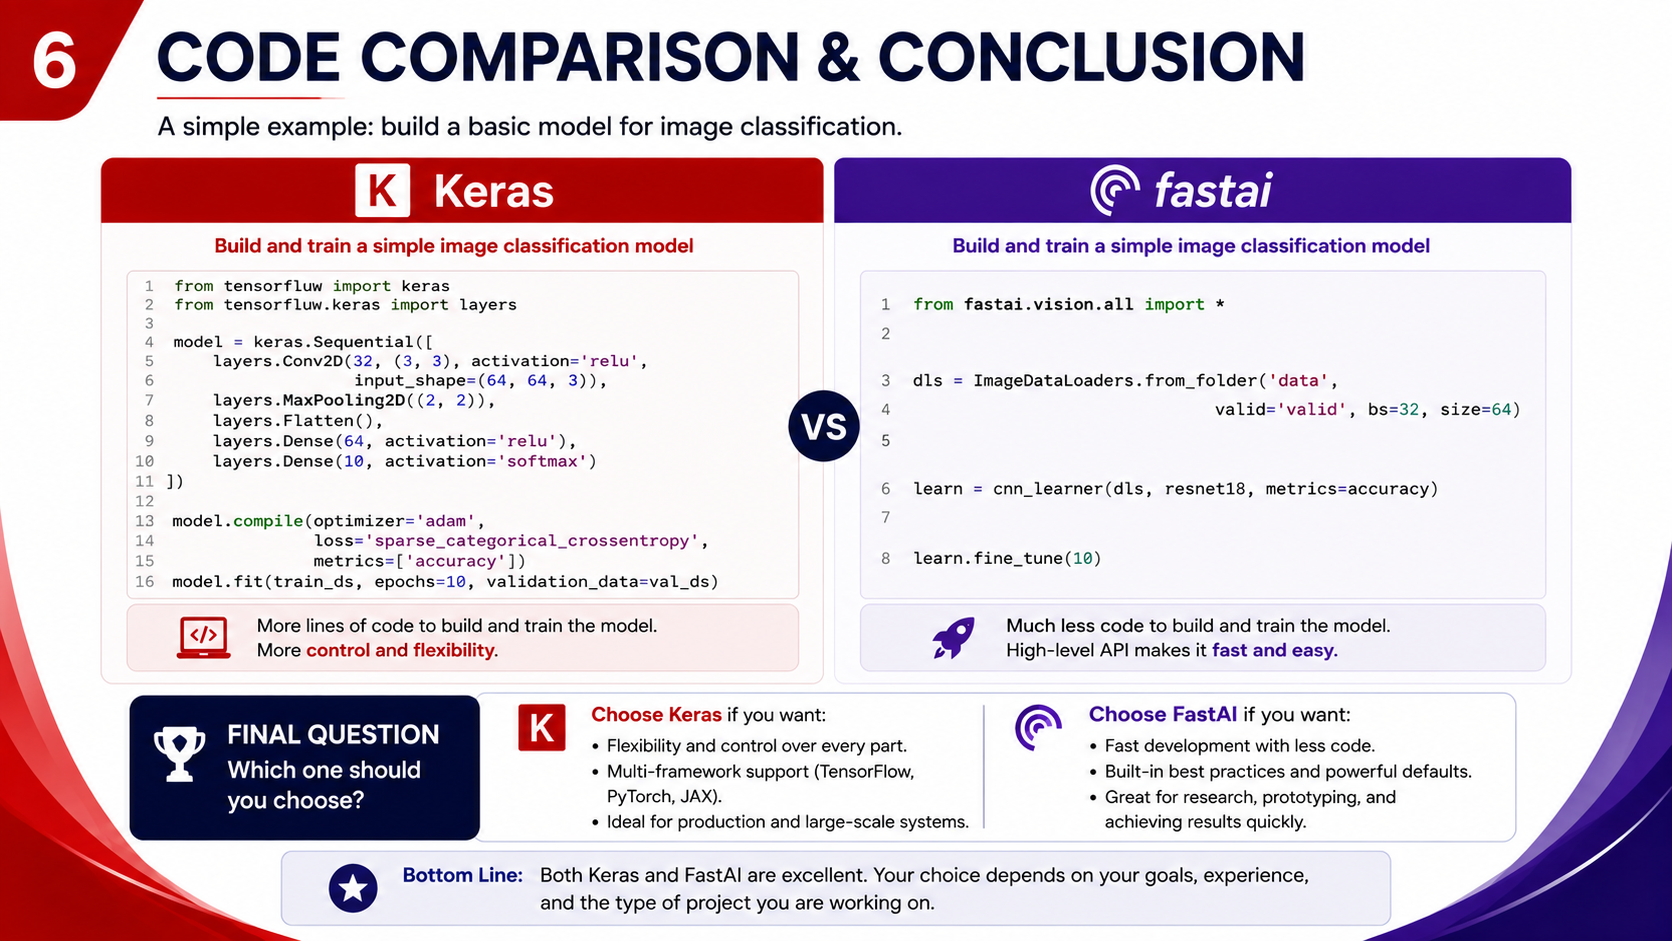 6
CODE COMPARISON & CONCLUSION
A simple example: build a basic model for image classification.
K Keras
Build and train a simple image classification model
1 from tensorfluw import keras
2 from tensorfluw.keras import layers
3
4 model = keras.Sequential([
5     layers.Conv2D(32, (3, 3), activation='relu',
6                   input_shape=(64, 64, 3)),
7     layers.MaxPooling2D((2, 2)),
8     layers.Flatten(),
9     layers.Dense(64, activation='relu'),
10     layers.Dense(10, activation='softmax')
11 ])
12
13 model.compile(optimizer='adam',
14               loss='sparse_categorical_crossentropy',
15               metrics=['accuracy'])
16 model.fit(train_ds, epochs=10, validation_data=val_ds)
</> More lines of code to build and train the model.
More control and flexibility.
VS
fastai
Build and train a simple image classification model
1 from fastai.vision.all import *
2
3 dls = ImageDataLoaders.from_folder('data',
4                               valid='valid', bs=32, size=64)
5
6 learn = cnn_learner(dls, resnet18, metrics=accuracy)
7
8 learn.fine_tune(10)
Much less code to build and train the model.
High-level API makes it fast and easy.
FINAL QUESTION
Which one should
you choose?
K
Choose Keras if you want:
• Flexibility and control over every part.
• Multi-framework support (TensorFlow,
PyTorch, JAX).
• Ideal for production and large-scale systems.
Choose FastAI if you want:
• Fast development with less code.
• Built-in best practices and powerful defaults.
• Great for research, prototyping, and
achieving results quickly.
Bottom Line: Both Keras and FastAI are excellent. Your choice depends on your goals, experience,
and the type of project you are working on.